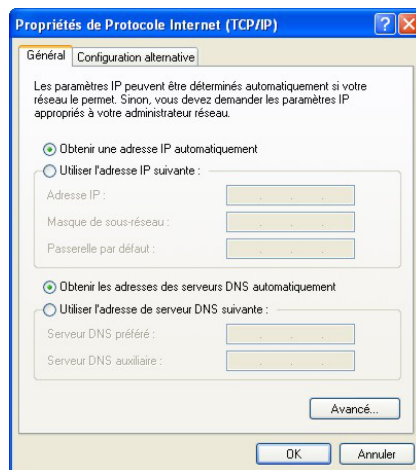 Propriétés de Protocole Internet (TCP/IP)
Général
Configuration alternative
Les paramètres IP peuvent être déterminés automatiquement si votre
réseau le permet. Sinon, vous devez demander les paramètres IP
appropriés à votre administrateur réseau.
Obtenir une adresse IP automatiquement
Utiliser l'adresse IP suivante :
Adresse IP :
Masque de sous-réseau :
Passerelle par défaut :
Obtenir les adresses des serveurs DNS automatiquement
Utiliser l'adresse de serveur DNS suivante :
Serveur DNS préféré :
Serveur DNS auxiliaire :
Avancé...
OK
Annuler